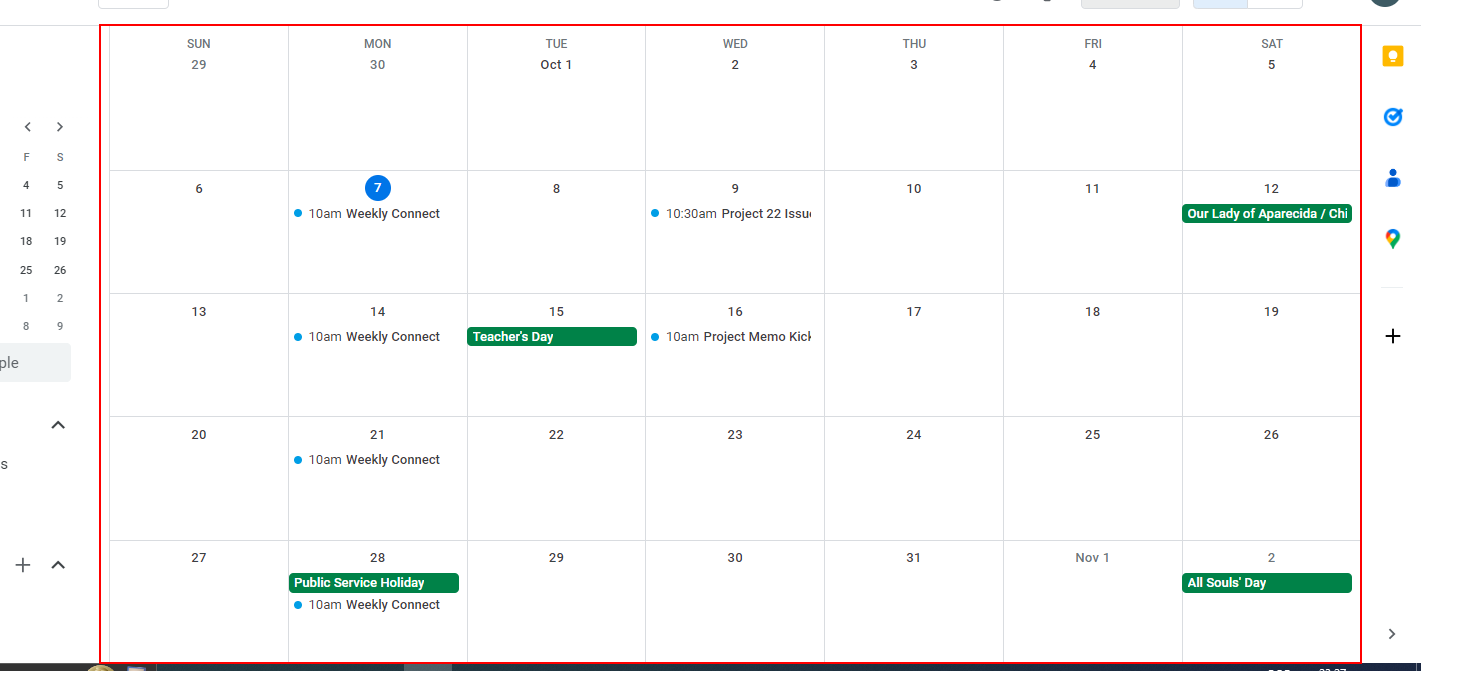 SUN MON TUE WED THU FRI SAT
29 30 Oct 1 2 3 4 5
F S
4 5
11 12
18 19
25 26
1 2
8 9
ple
s
6 7 8 9 10 11 12
10am Weekly Connect
10:30am Project 22 Issue
Our Lady of Aparecida / Chi
13 14 15 16 17 18 19
10am Weekly Connect
Teacher's Day
10am Project Memo Kick
20 21 22 23 24 25 26
10am Weekly Connect
27 28 29 30 31 Nov 1 2
Public Service Holiday
All Souls' Day
10am Weekly Connect